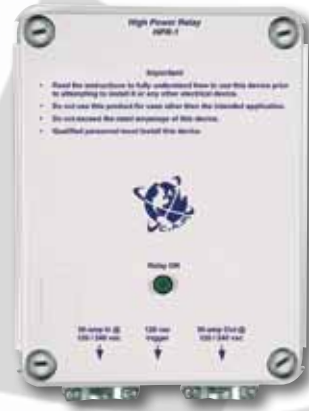 High Power Relay
HPR-1
Important
• Read the instructions to fully understand how to use this device prior
to attempting to install it or any other electrical device.
• Do not use this product for uses other then the intended application.
• Do not exceed the rated amperage of this device.
• Qualified personnel must install this device
Relay ON
amp In @
120 / 240 vac
120 vac
trigger
amp Out @
120 / 240 vac